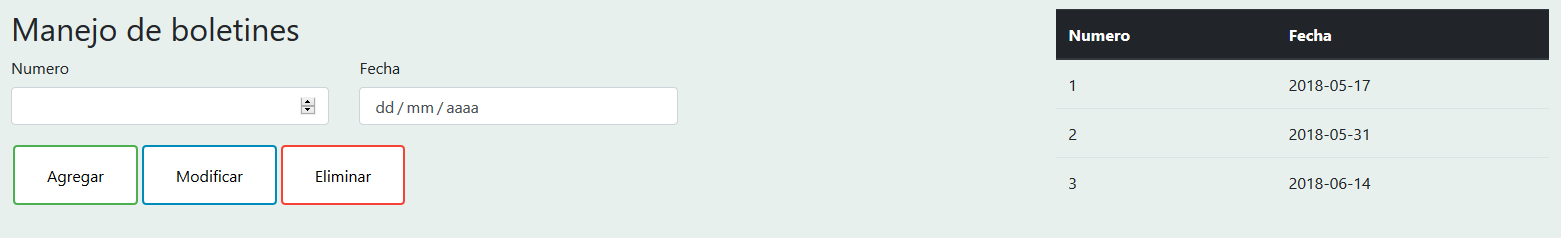 Manejo de boletines
Numero Fecha
dd / mm / aaaa
Agregar Modificar Eliminar
Numero Fecha
1 2018-05-17
2 2018-05-31
3 2018-06-14